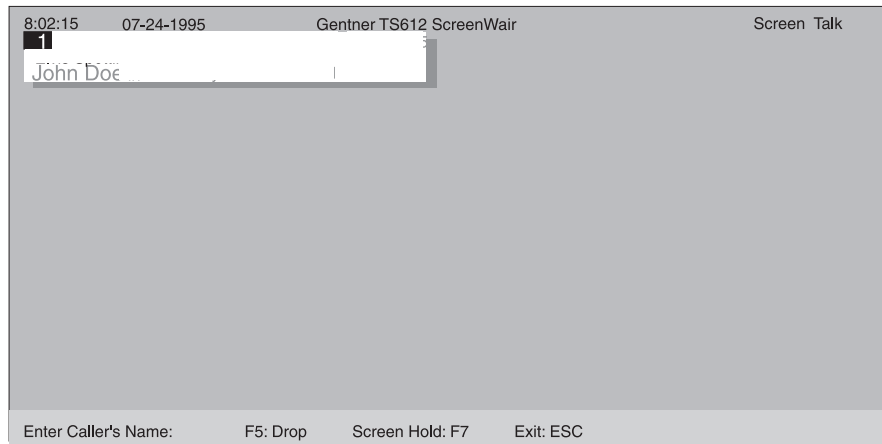 8:02:15 07-24-1995 Gentner TS612 ScreenWair Screen Talk
1
John Doe
Enter Caller's Name: F5: Drop Screen Hold: F7 Exit: ESC